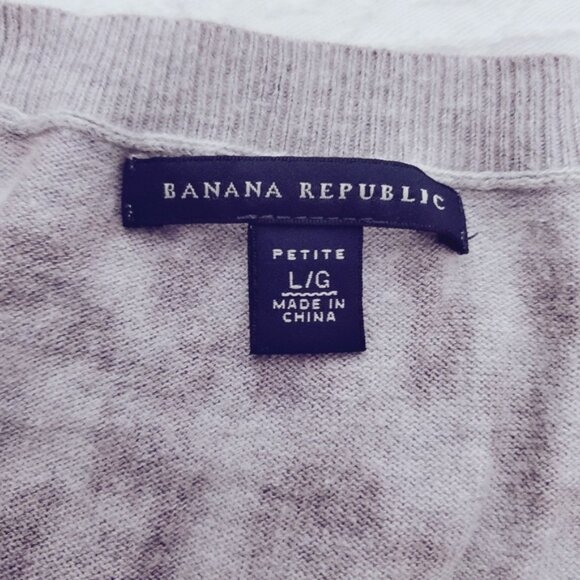 BANANA REPUBLIC
PETITE
L/G
MADE IN
CHINA